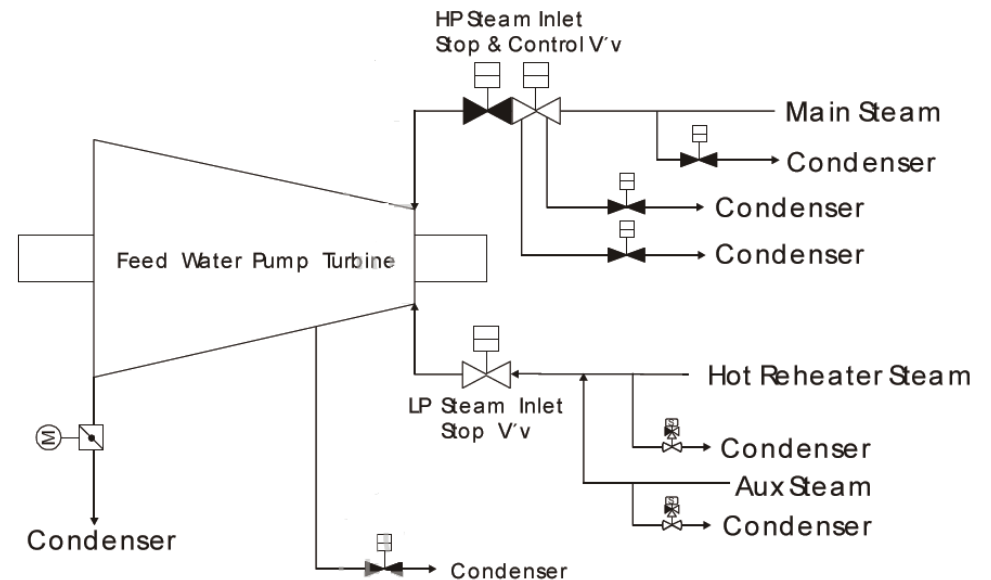 HP Steam Inlet
Stop & Control V'v
Main Steam
Condenser
Condenser
Condenser
Feed Water Pump Turbine
Hot Reheater Steam
LP Steam Inlet
Stop V'v
M
S
Condenser
Aux Steam
S
Condenser
Condenser
Condenser